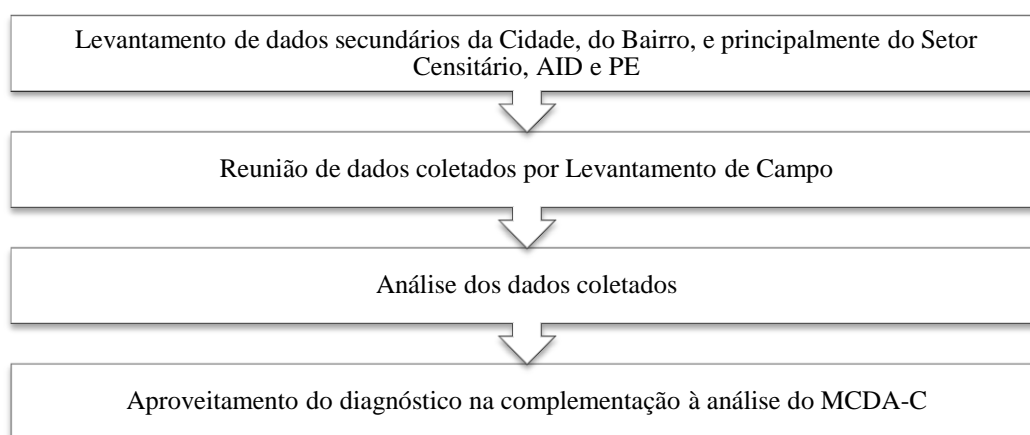 Levantamento de dados secundários da Cidade, do Bairro, e principalmente do Setor
Censitário, AID e PE
Reunião de dados coletados por Levantamento de Campo
Análise dos dados coletados
Aproveitamento do diagnóstico na complementação à análise do MCDA-C